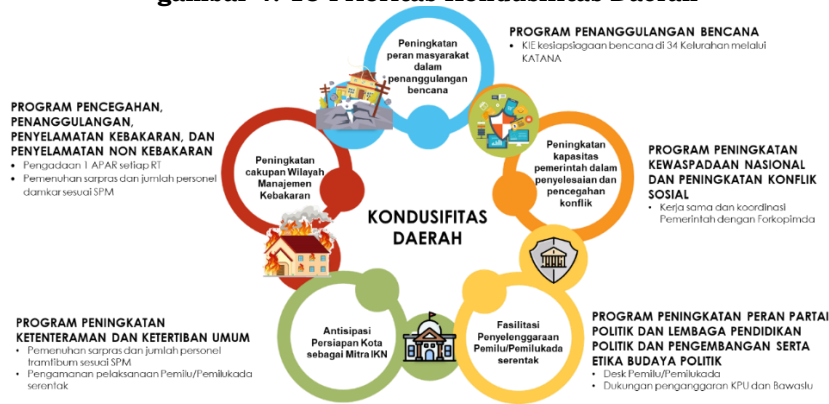 gambar 4. 18 Prioritas Kondusifitas Daerah
PROGRAM PENANGGULANGAN BENCANA
• KIE kesiapsiagaan bencana di 34 Kelurahan melalui
KATANA
Peningkatan
peran masyarakat
dalam
penanggulangan
bencana
PROGRAM PENCEGAHAN,
PENANGGULANGAN,
PENYELAMATAN KEBAKARAN, DAN
PENYELAMATAN NON KEBAKARAN
• Pengadaan 1 APAR setiap RT
• Pemenuhan sarpras dan jumlah personel
damkar sesuai SPM
Peningkatan
cakupan Wilayah
Manajemen
Kebakaran
Peningkatan
kapasitas
pemerintah dalam
penyelesaian dan
pencegahan
konflik
PROGRAM PENINGKATAN
KEWASPADAAN NASIONAL
DAN PENINGKATAN KONFLIK
SOSIAL
• Kerja sama dan koordinasi
Pemerintah dengan Forkopimda
KONDUSIFITAS
DAERAH
PROGRAM PENINGKATAN
KETENTERAMAN DAN KETERTIBAN UMUM
• Pemenuhan sarpras dan jumlah personel
tramtibum sesuai SPM
• Pengamanan pelaksanaan Pemilu/Pemilukada
serentak
Antisipasi
Persiapan Kota
sebagai Mitra IKN
Fasilitasi
Penyelenggaraan
Pemilu/Pemilukada
serentak
PROGRAM PENINGKATAN PERAN PARTAI
POLITIK DAN LEMBAGA PENDIDIKAN
POLITIK DAN PENGEMBANGAN SERTA
ETIKA BUDAYA POLITIK
• Desk Pemilu/Pemilukada
• Dukungan penganggaran KPU dan Bawaslu